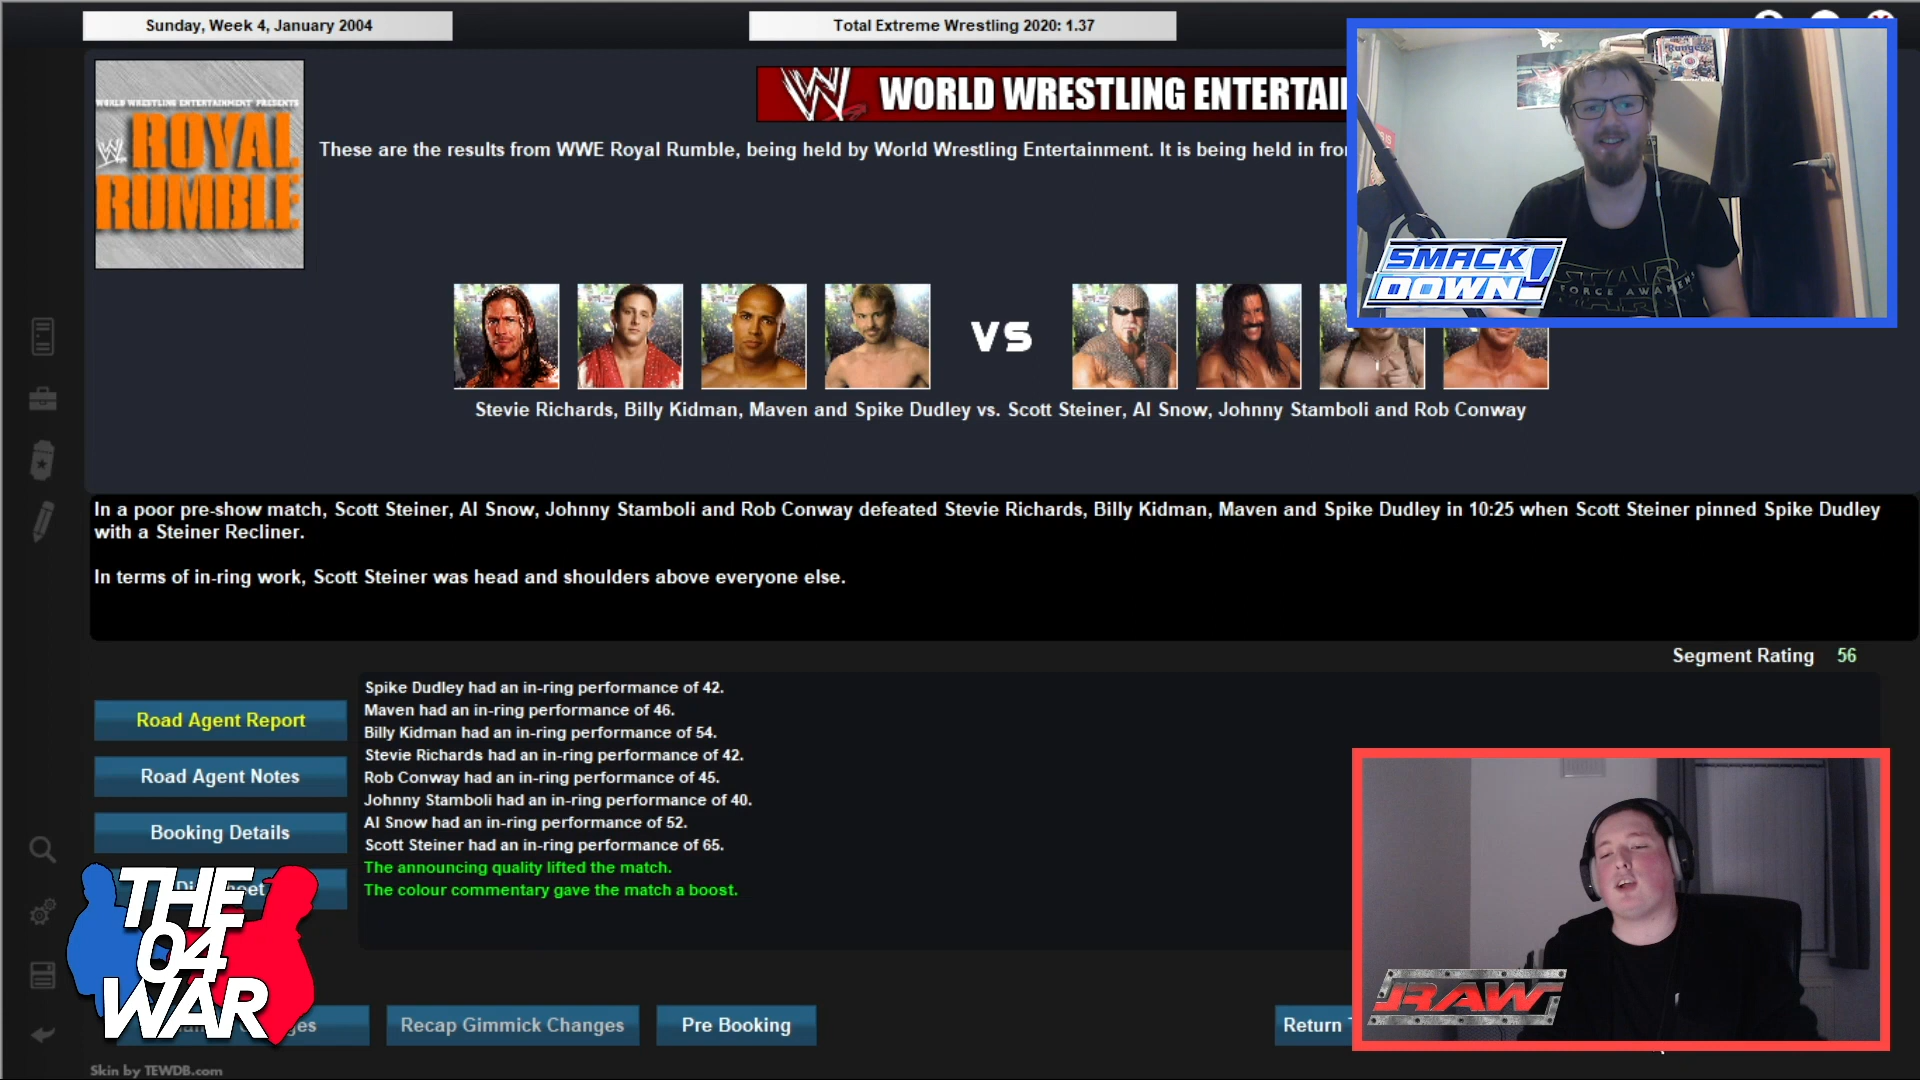 Sunday, Week 4, January 2004
Total Extreme Wrestling 2020: 1.37
WORLD WRESTLING ENTERTAINMENT PRESENTS
ROYAL
RUMBLE
WORLD WRESTLING ENTERTAI
These are the results from WWE Royal Rumble, being held by World Wrestling Entertainment. It is being held in fro
SMACK
DOWN!
VS
Stevie Richards, Billy Kidman, Maven and Spike Dudley vs. Scott Steiner, Al Snow, Johnny Stamboli and Rob Conway
In a poor pre-show match, Scott Steiner, Al Snow, Johnny Stamboli and Rob Conway defeated Stevie Richards, Billy Kidman, Maven and Spike Dudley in 10:25 when Scott Steiner pinned Spike Dudley
with a Steiner Recliner.
In terms of in-ring work, Scott Steiner was head and shoulders above everyone else.
Segment Rating 56
Road Agent Report
Road Agent Notes
Booking Details
Spike Dudley had an in-ring performance of 42.
Maven had an in-ring performance of 46.
Billy Kidman had an in-ring performance of 54.
Stevie Richards had an in-ring performance of 42.
Rob Conway had an in-ring performance of 45.
Johnny Stamboli had an in-ring performance of 40.
Al Snow had an in-ring performance of 52.
Scott Steiner had an in-ring performance of 65.
The announcing quality lifted the match.
The colour commentary gave the match a boost.
THE
04
WAR
Recap Gimmick Changes
Pre Booking
Return
RAW
Skin by TEWDB.com